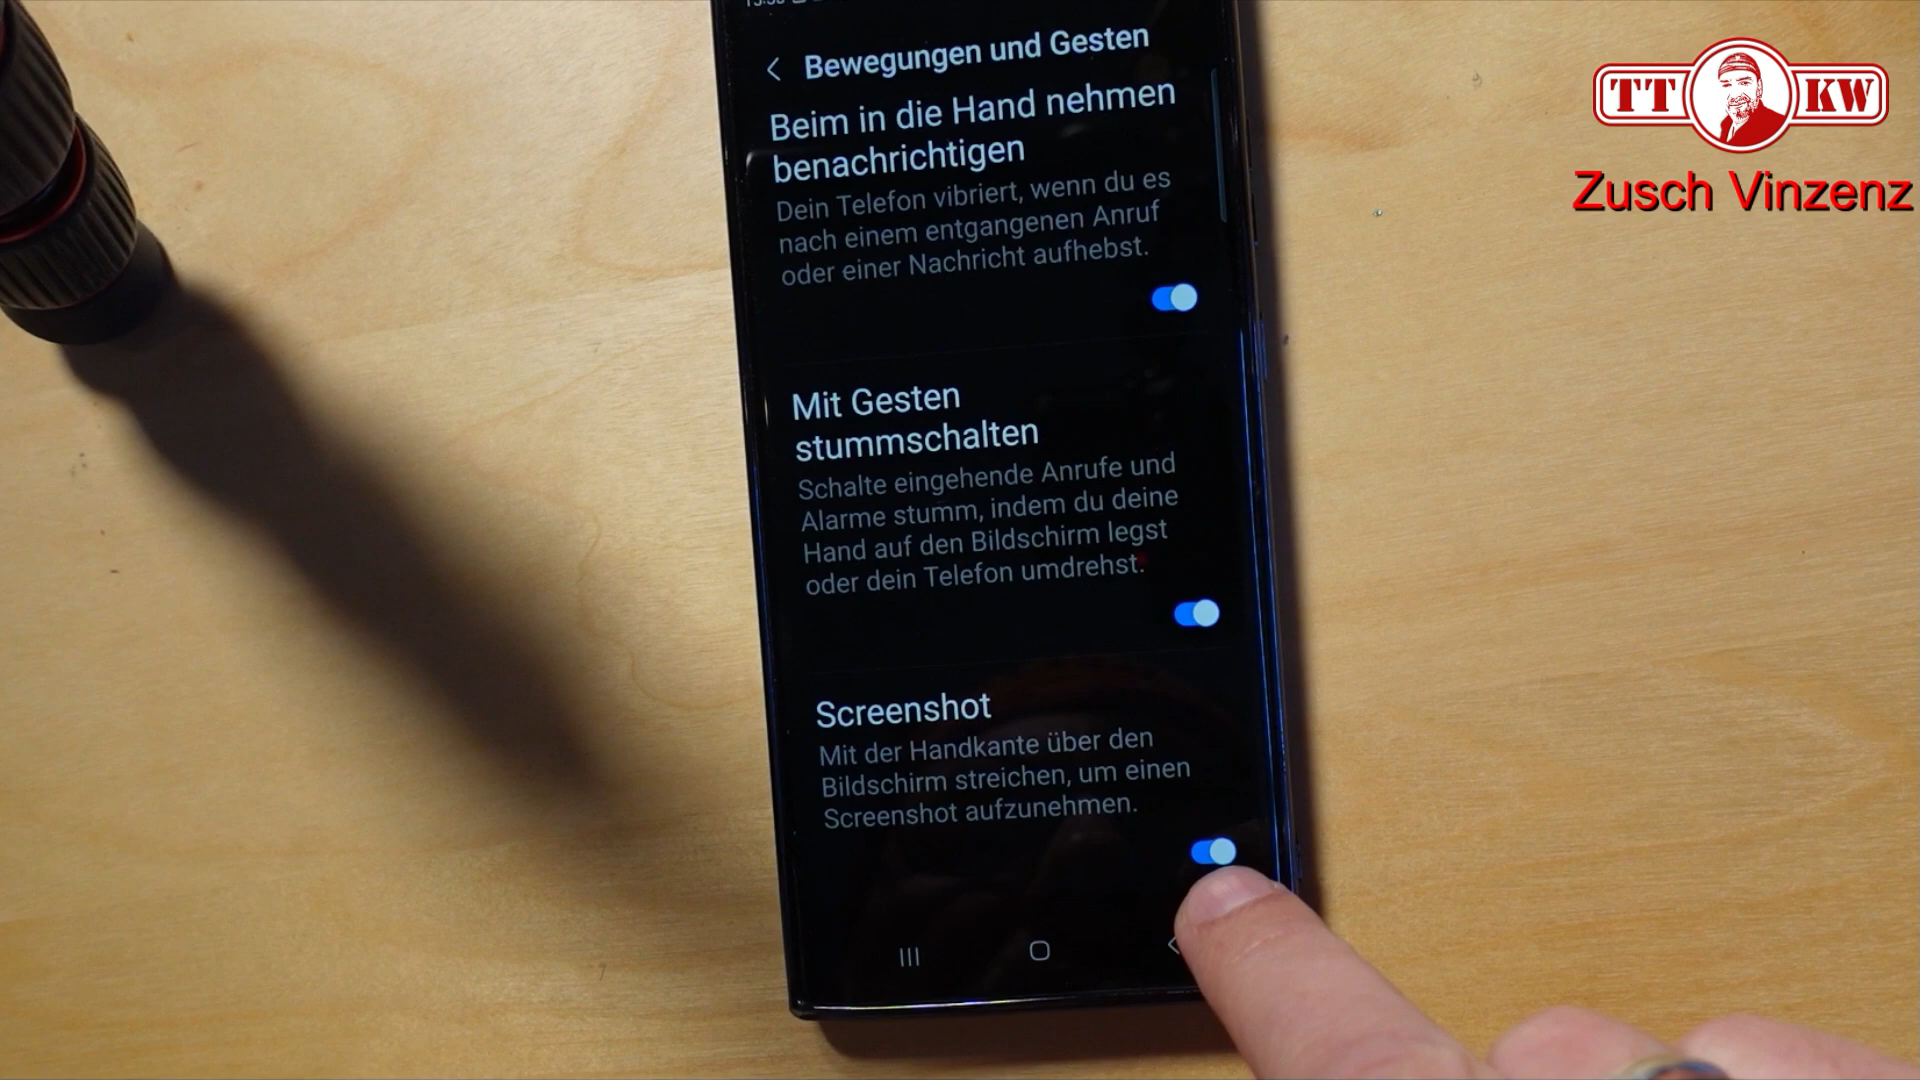 Bewegungen und Gesten
Beim in die Hand nehmen
benachrichtigen
Dein Telefon vibriert, wenn du es
nach einem entgangenen Anruf
oder einer Nachricht aufhebst.
Mit Gesten
stummschalten
Schalte eingehende Anrufe und
Alarme stumm, indem du deine
Hand auf den Bildschirm legst
oder dein Telefon umdrehst.
Screenshot
Mit der Handkante über den
Bildschirm streichen, um einen
Screenshot aufzunehmen.
TT KW
Zusch Vinzenz